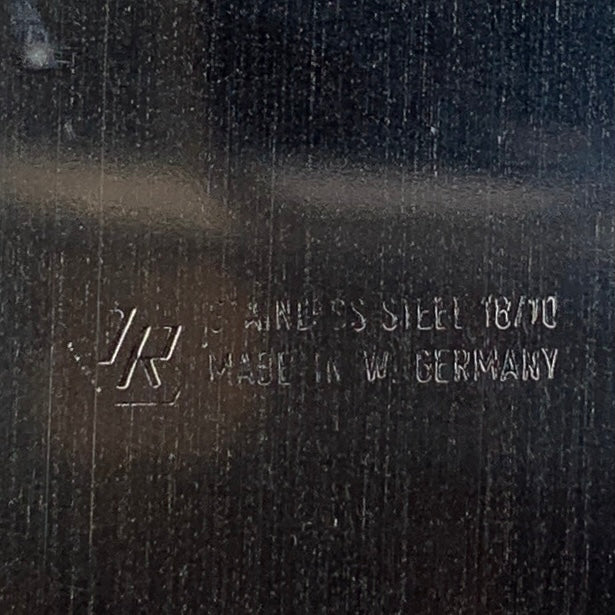 STAINLESS STEEL 18/10
MADE IN W. GERMANY